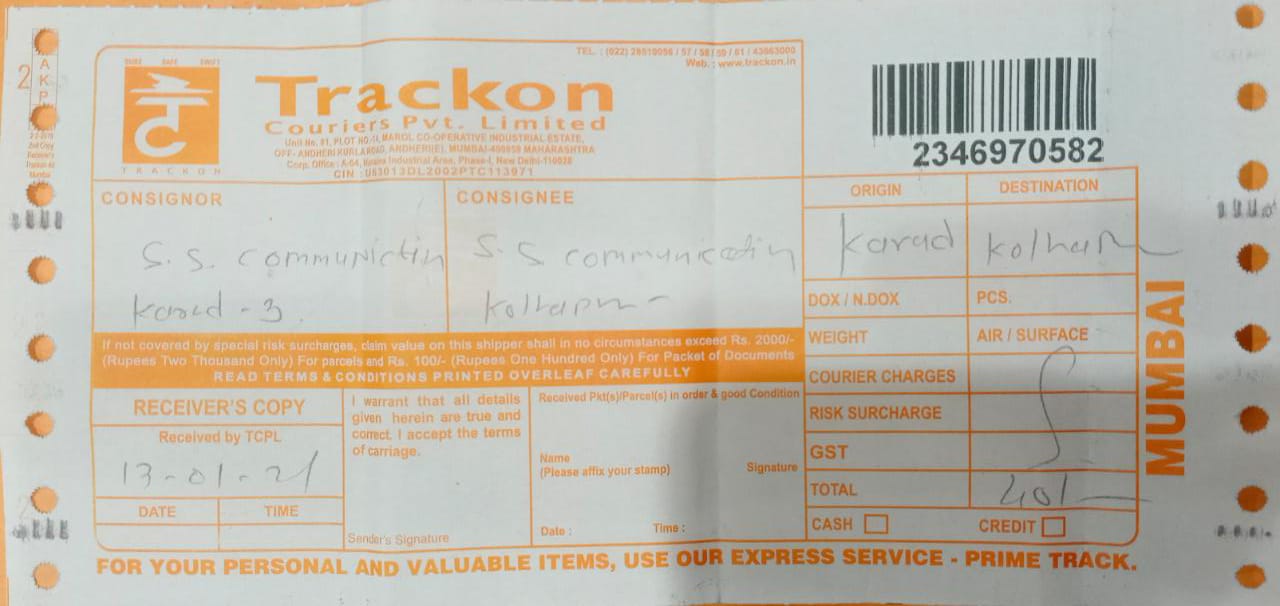 TEL. : (022) 28510056 / 57 / 58 / 59 / 61 / 43663000
Web. : www.trackon.in
SURE SAFE SWIFT
TRACKON
Trackon
Couriers Pvt. Limited
Unit No. 81, PLOT NO.-11, MAROL CO-OPERATIVE INDUSTRIAL ESTATE,
OFF- ANDHERI KURLA ROAD, ANDHERI(E), MUMBAI-400059 MAHARASHTRA
Corp. Office : A-64, Naraina Industrial Area, Phase-I, New Delhi-110028
CIN : U63013DL2002PTC113971
2346970582
CONSIGNOR
S. S. communictin
Karad - 3
CONSIGNEE
S. S. communicatin
Kolhapur
ORIGIN
Karad
DESTINATION
Kolhapur
DOX / N.DOX
PCS.
WEIGHT
AIR / SURFACE
COURIER CHARGES
RISK SURCHARGE
GST
TOTAL
40/-
CASH
CREDIT
If not covered by special risk surcharges, claim value on this shipper shall in no circumstances exceed Rs. 2000/-
(Rupees Two Thousand Only) For parcels and Rs. 100/- (Rupees One Hundred Only) For Packet of Documents
READ TERMS & CONDITIONS PRINTED OVERLEAF CAREFULLY
RECEIVER'S COPY
Received by TCPL
13-01-21
DATE
TIME
I warrant that all details
given herein are true and
correct. I accept the terms
of carriage.
Sender's Signature
Received Pkt(s)/Parcel(s) in order & good Condition
Name
(Please affix your stamp)
Signature
Date :
Time :
MUMBAI
FOR YOUR PERSONAL AND VALUABLE ITEMS, USE OUR EXPRESS SERVICE - PRIME TRACK.